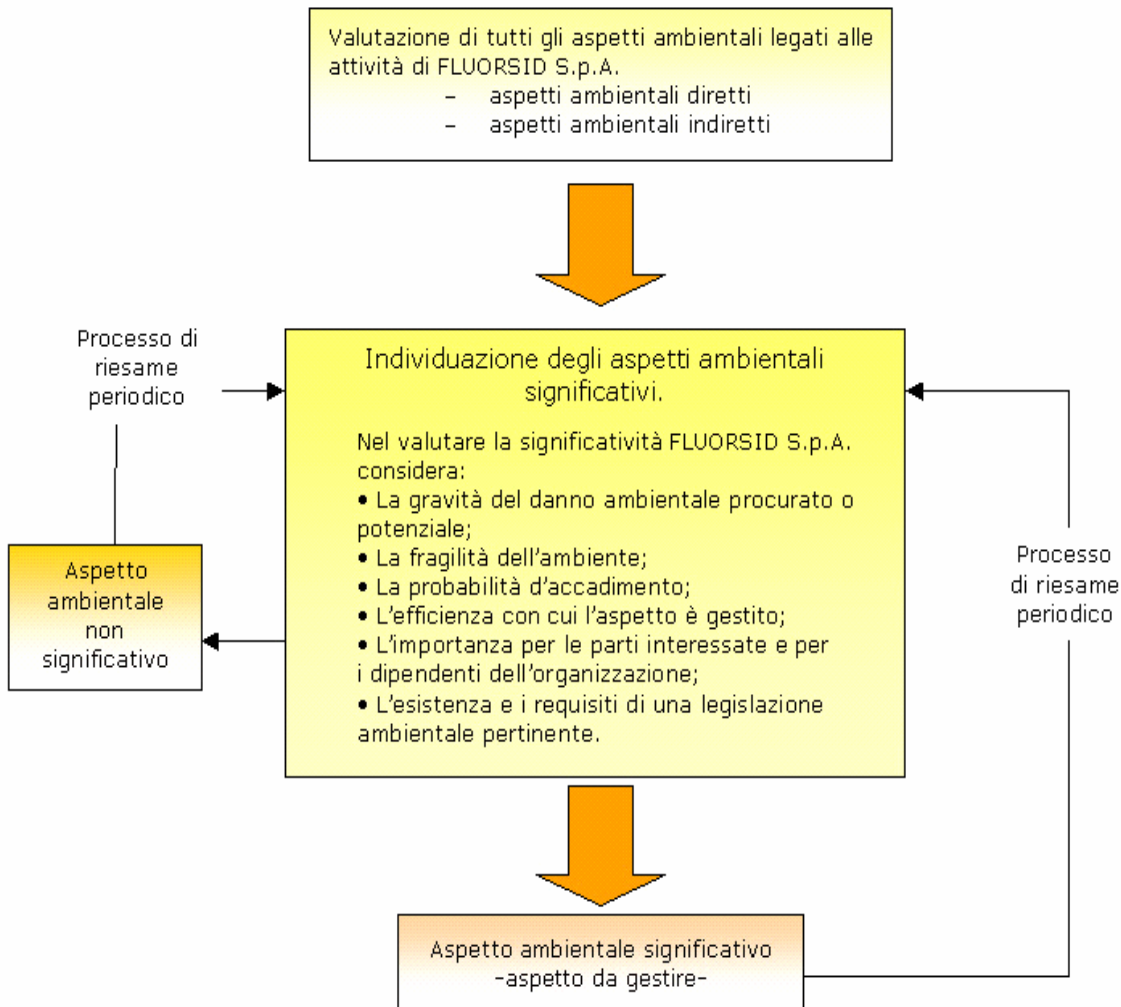 Valutazione di tutti gli aspetti ambientali legati alle
attività di FLUORSID S.p.A.
– aspetti ambientali diretti
– aspetti ambientali indiretti
Processo di
riesame
periodico
Individuazione degli aspetti ambientali
significativi.
Nel valutare la significatività FLUORSID S.p.A.
considera:
• La gravità del danno ambientale procurato o
potenziale;
• La fragilità dell'ambiente;
• La probabilità d'accadimento;
• L'efficienza con cui l'aspetto è gestito;
• L'importanza per le parti interessate e per
i dipendenti dell'organizzazione;
• L'esistenza e i requisiti di una legislazione
ambientale pertinente.
Aspetto
ambientale
non
significativo
Processo
di riesame
periodico
Aspetto ambientale significativo
-aspetto da gestire-